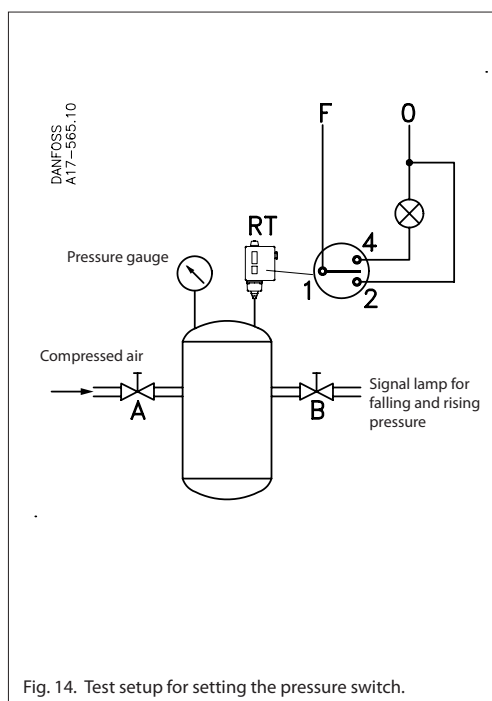 DANFOSS
A17-565.10
F
0
RT
4
1
2
Pressure gauge
Compressed air
A
B
Signal lamp for
falling and rising
pressure
Fig. 14. Test setup for setting the pressure switch.